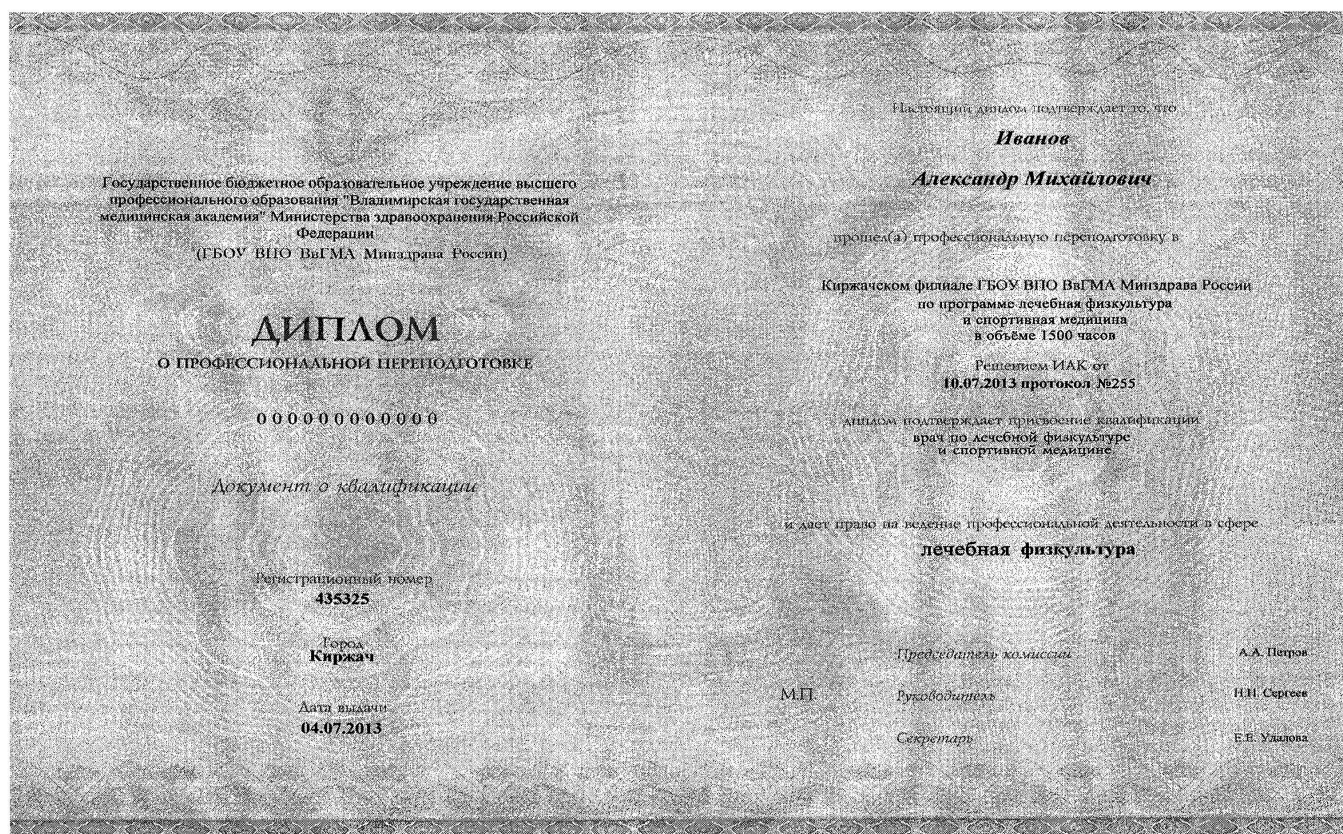 Государственное бюджетное образовательное учреждение высшего
профессионального образования "Владимирская государственная
медицинская академия" Министерства здравоохранения Российской
Федерации
(ГБОУ ВПО ВвГМА Минздрава России)
ДИПЛОМ
О ПРОФЕССИОНАЛЬНОЙ ПЕРЕПОДГОТОВКЕ
000000000000
Документ о квалификации
Регистрационный номер
435325
Город
Киржач
Дата выдачи
04.07.2013
Настоящий диплом подтверждает то, что
Иванов
Александр Михайлович
прошел(а) профессиональную переподготовку в
Киржачском филиале ГБОУ ВПО ВвГМА Минздрава России
по программе лечебная физкультура
и спортивная медицина
в объёме 1500 часов
Решением ИАК от
10.07.2013 протокол №255
диплом подтверждает присвоение квалификации
врач по лечебной физкультуре
и спортивной медицине
и дает право на ведение профессиональной деятельности в сфере
лечебная физкультура
Председатель комиссии А.А. Петров
М.П. Руководитель Н.Н. Сергеев
Секретарь Е.Е. Удалова